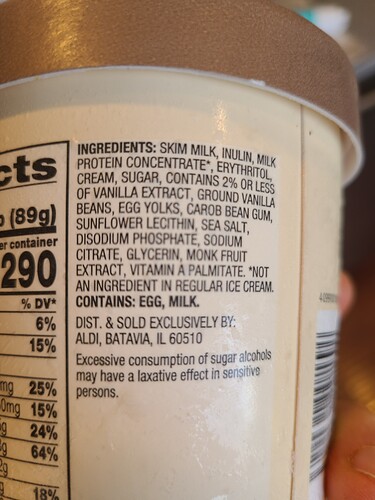 cts
(89g)
er container
290
% DV*
6%
15%
mg 25%
0mg 15%
g 24%
g 64%
2g
g 18%
INGREDIENTS: SKIM MILK, INULIN, MILK
PROTEIN CONCENTRATE*, ERYTHRITOL,
CREAM, SUGAR, CONTAINS 2% OR LESS
OF VANILLA EXTRACT, GROUND VANILLA
BEANS, EGG YOLKS, CAROB BEAN GUM,
SUNFLOWER LECITHIN, SEA SALT,
DISODIUM PHOSPHATE, SODIUM
CITRATE, GLYCERIN, MONK FRUIT
EXTRACT, VITAMIN A PALMITATE. *NOT
AN INGREDIENT IN REGULAR ICE CREAM.
CONTAINS: EGG, MILK.
DIST. & SOLD EXCLUSIVELY BY:
ALDI, BATAVIA, IL 60510
Excessive consumption of sugar alcohols
may have a laxative effect in sensitive
persons.